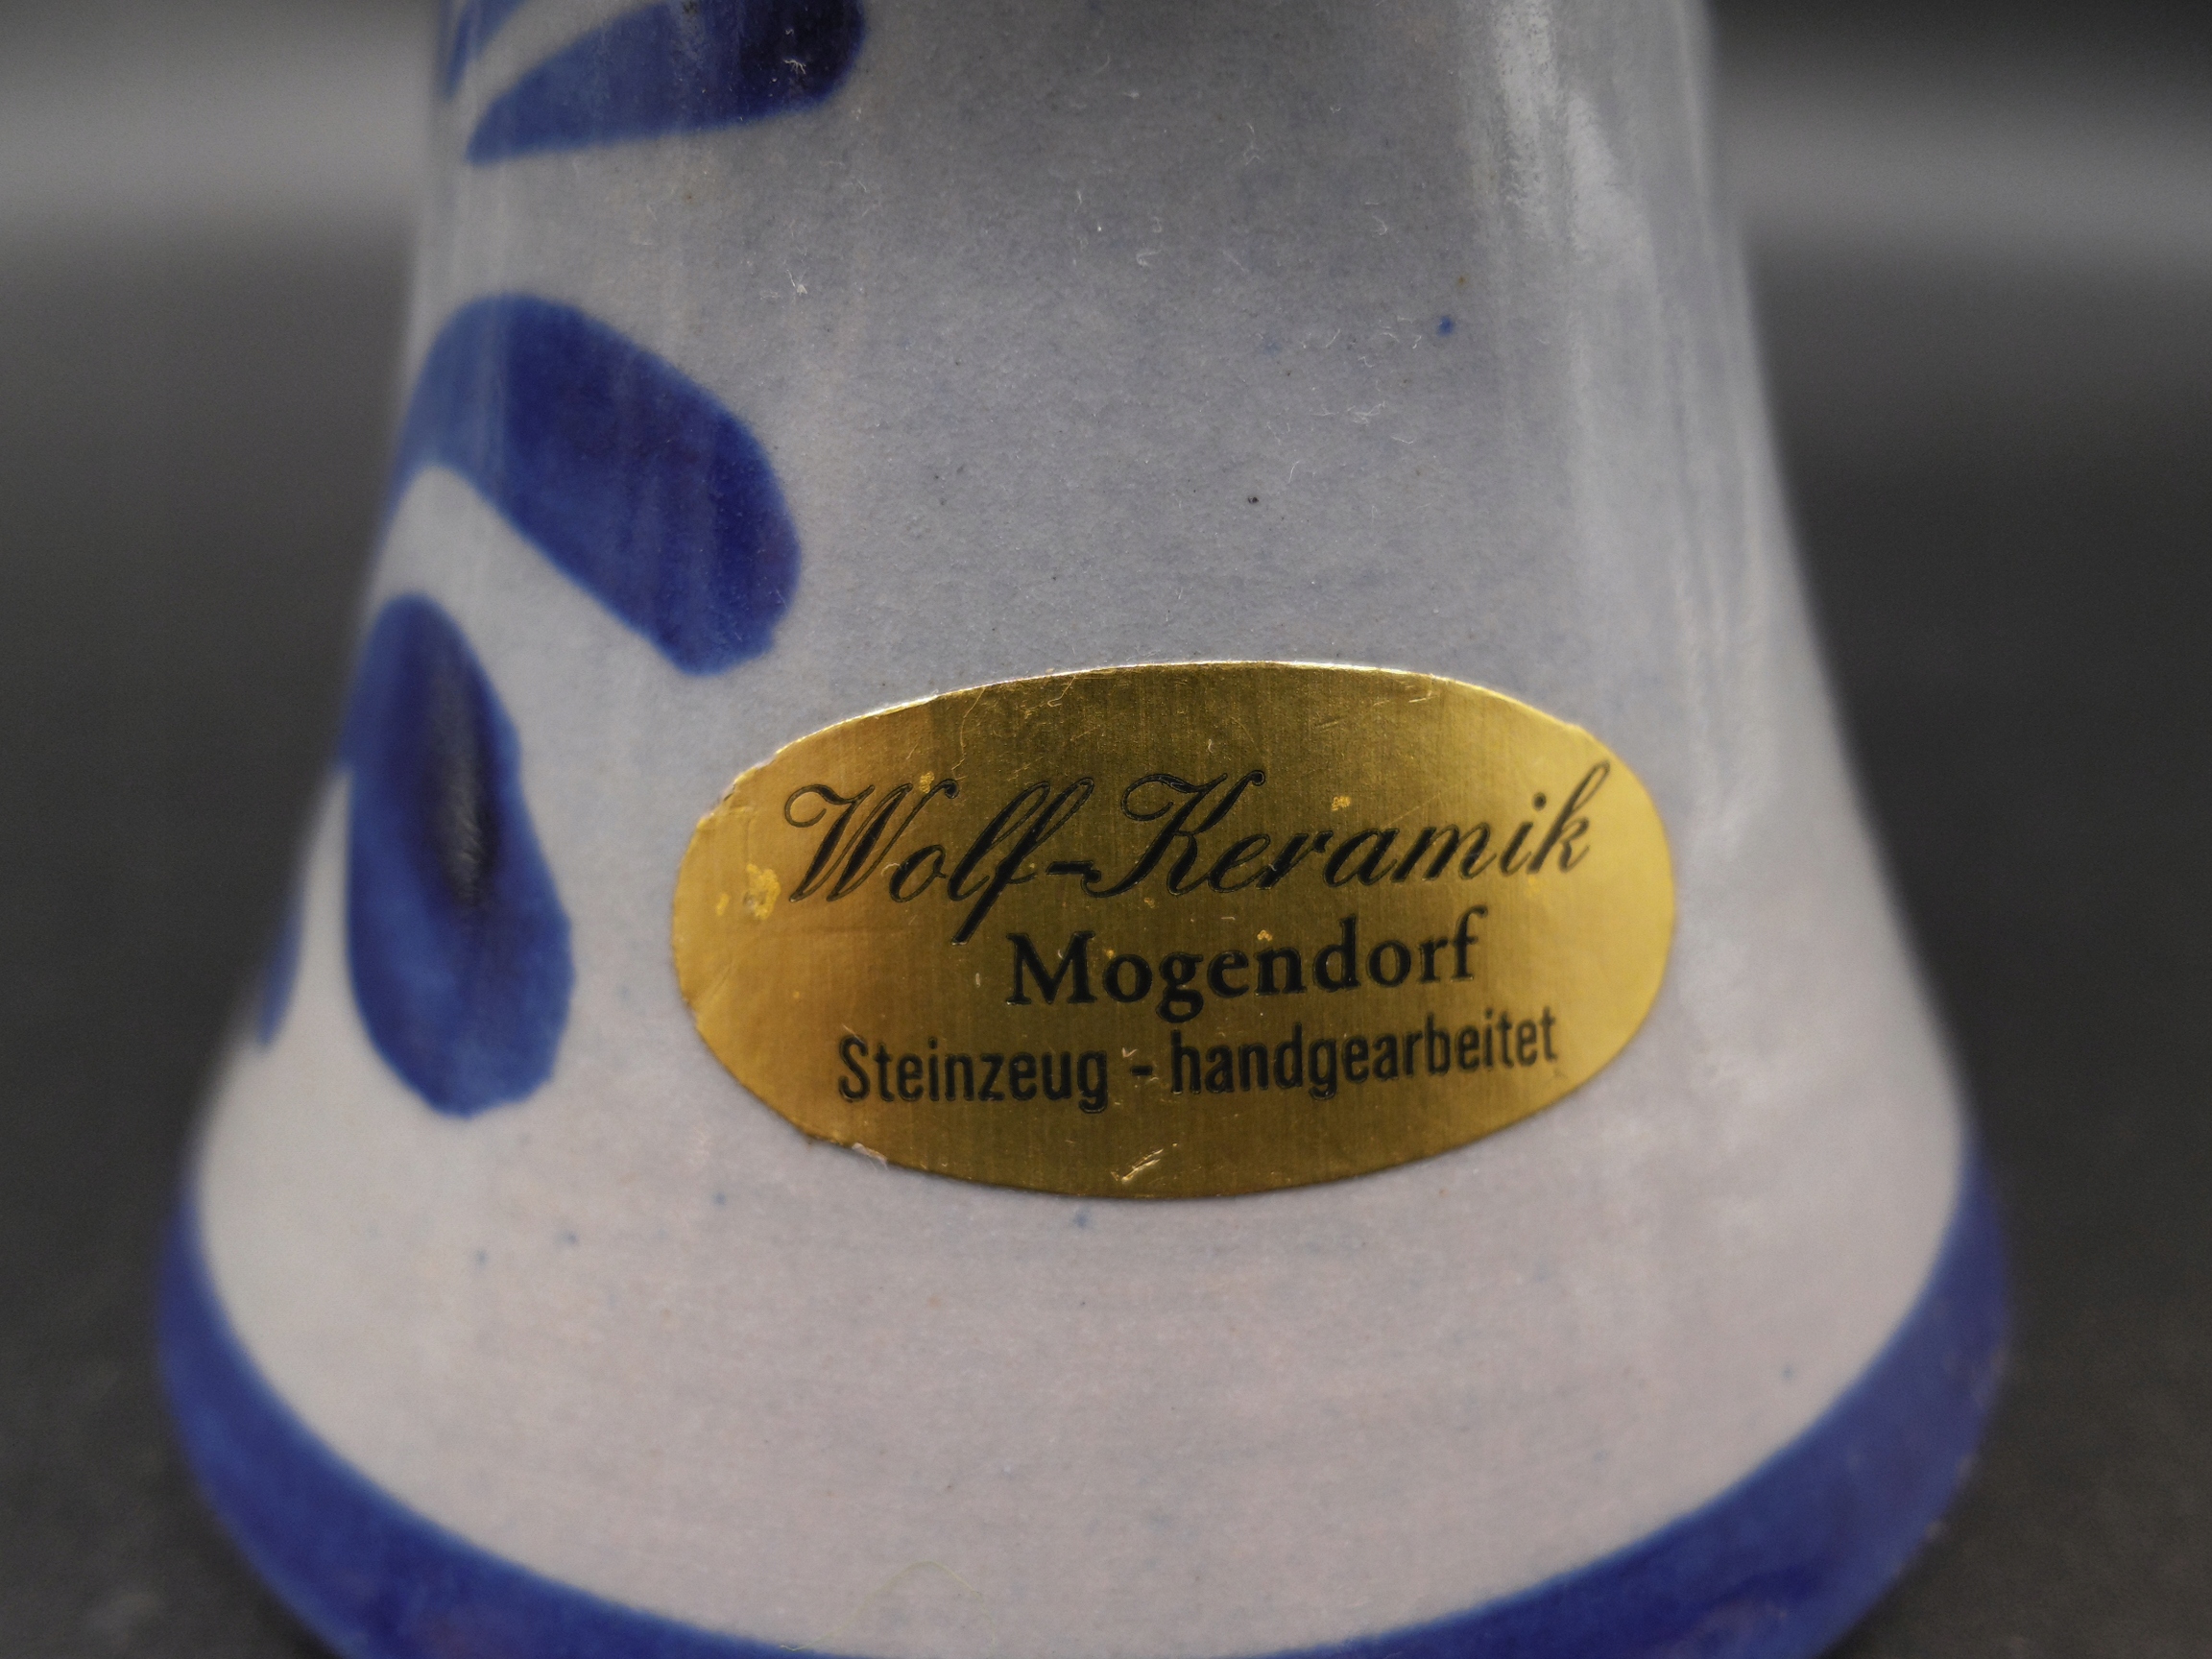 Wolf-Keramik
Mogendorf
Steinzeug - handgearbeitet